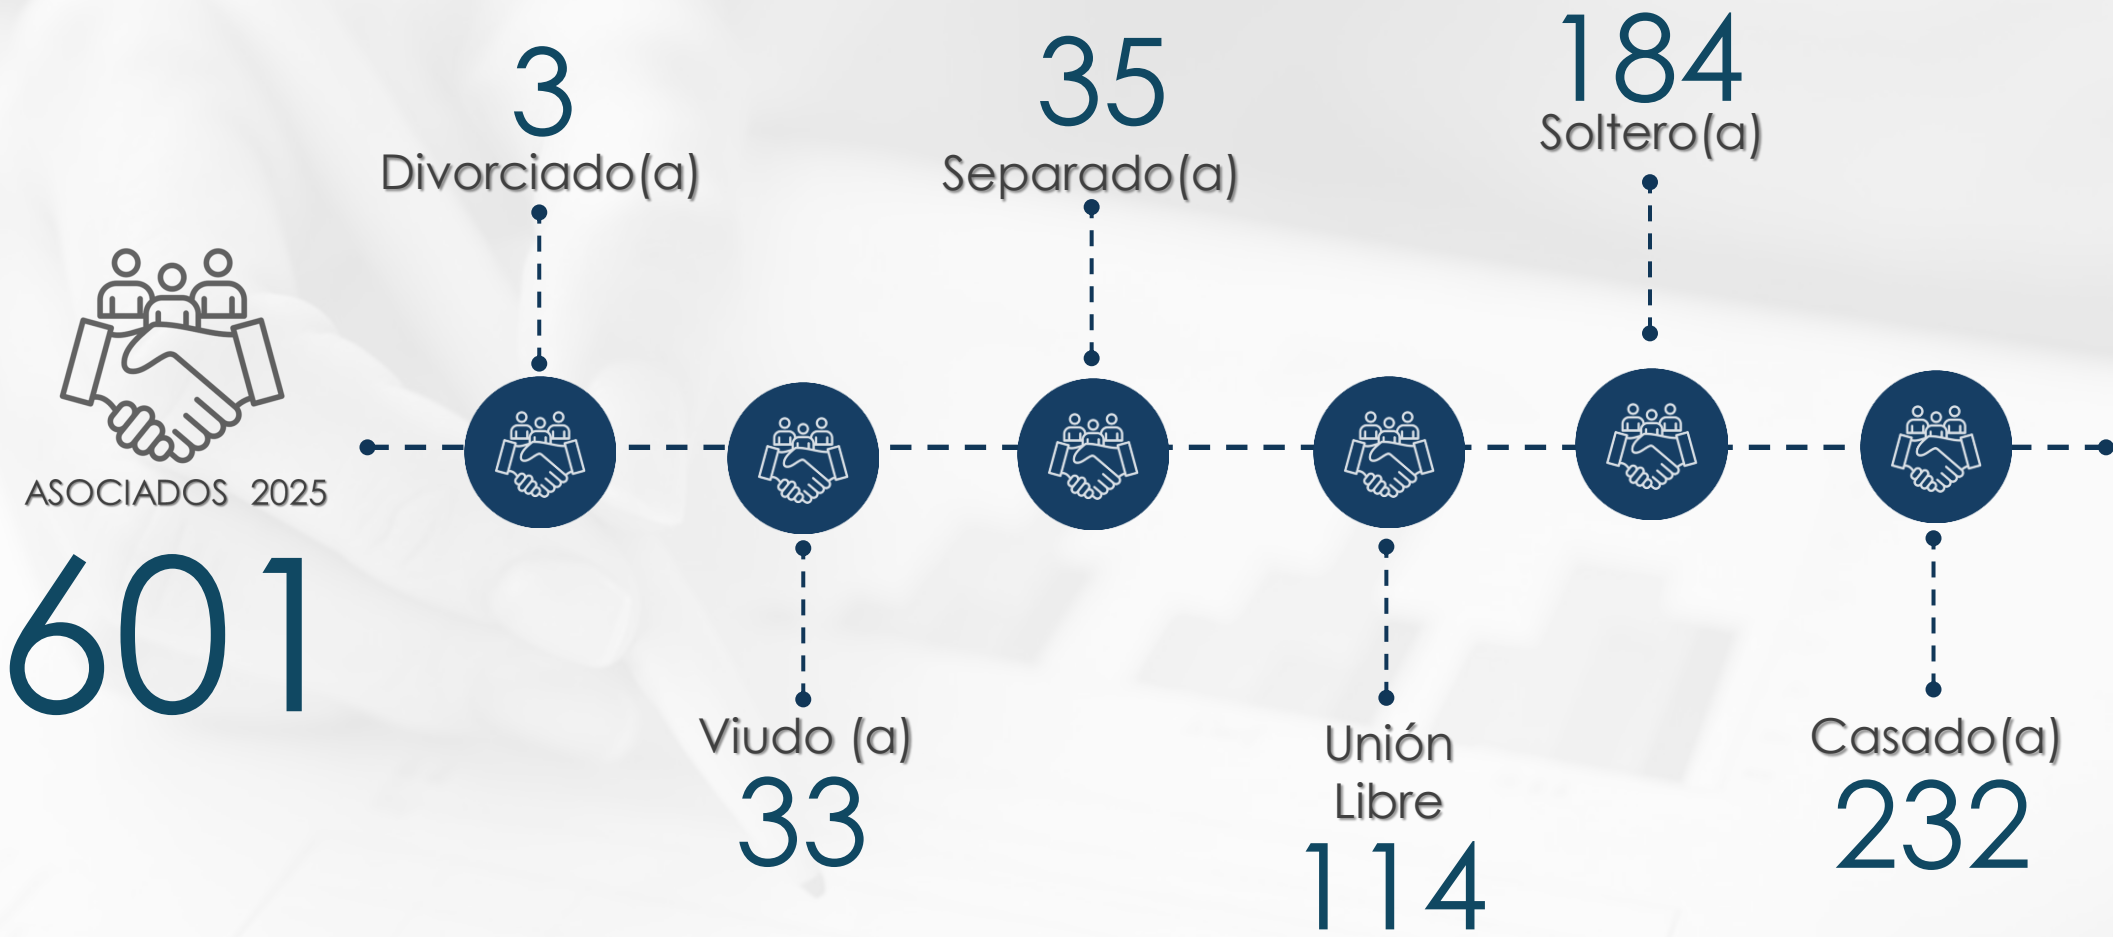 ASOCIADOS 2025
601
3
Divorciado(a)
Viudo (a)
33
35
Separado(a)
Unión
Libre
114
184
Soltero(a)
Casado(a)
232